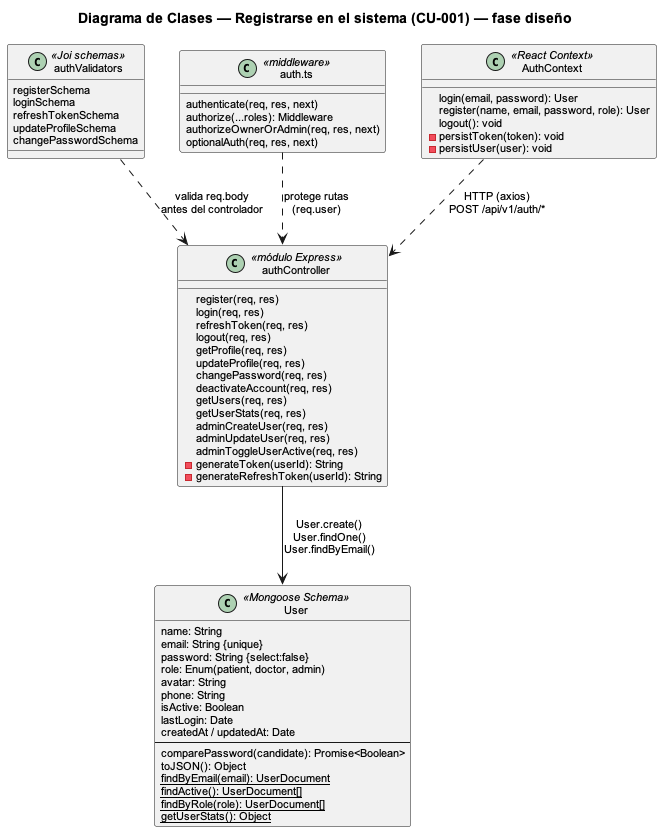 Diagrama de Clases — Registrarse en el sistema (CU-001) — fase diseño
C «Joi schemas»
authValidators
registerSchema
loginSchema
refreshTokenSchema
updateProfileSchema
changePasswordSchema
C «middleware»
auth.ts
authenticate(req, res, next)
authorize(...roles): Middleware
authorizeOwnerOrAdmin(req, res, next)
optionalAuth(req, res, next)
C «React Context»
AuthContext
login(email, password): User
register(name, email, password, role): User
logout(): void
persistToken(token): void
persistUser(user): void
valida req.body
antes del controlador
protege rutas
(req.user)
HTTP (axios)
POST /api/v1/auth/*
C «módulo Express»
authController
register(req, res)
login(req, res)
refreshToken(req, res)
logout(req, res)
getProfile(req, res)
updateProfile(req, res)
changePassword(req, res)
deactivateAccount(req, res)
getUsers(req, res)
getUserStats(req, res)
adminCreateUser(req, res)
adminUpdateUser(req, res)
adminToggleUserActive(req, res)
generateToken(userId): String
generateRefreshToken(userId): String
User.create()
User.findOne()
User.findByEmail()
C «Mongoose Schema»
User
name: String
email: String {unique}
password: String {select:false}
role: Enum(patient, doctor, admin)
avatar: String
phone: String
isActive: Boolean
lastLogin: Date
createdAt / updatedAt: Date
comparePassword(candidate): Promise<Boolean>
toJSON(): Object
findByEmail(email): UserDocument
findActive(): UserDocument[]
findByRole(role): UserDocument[]
getUserStats(): Object